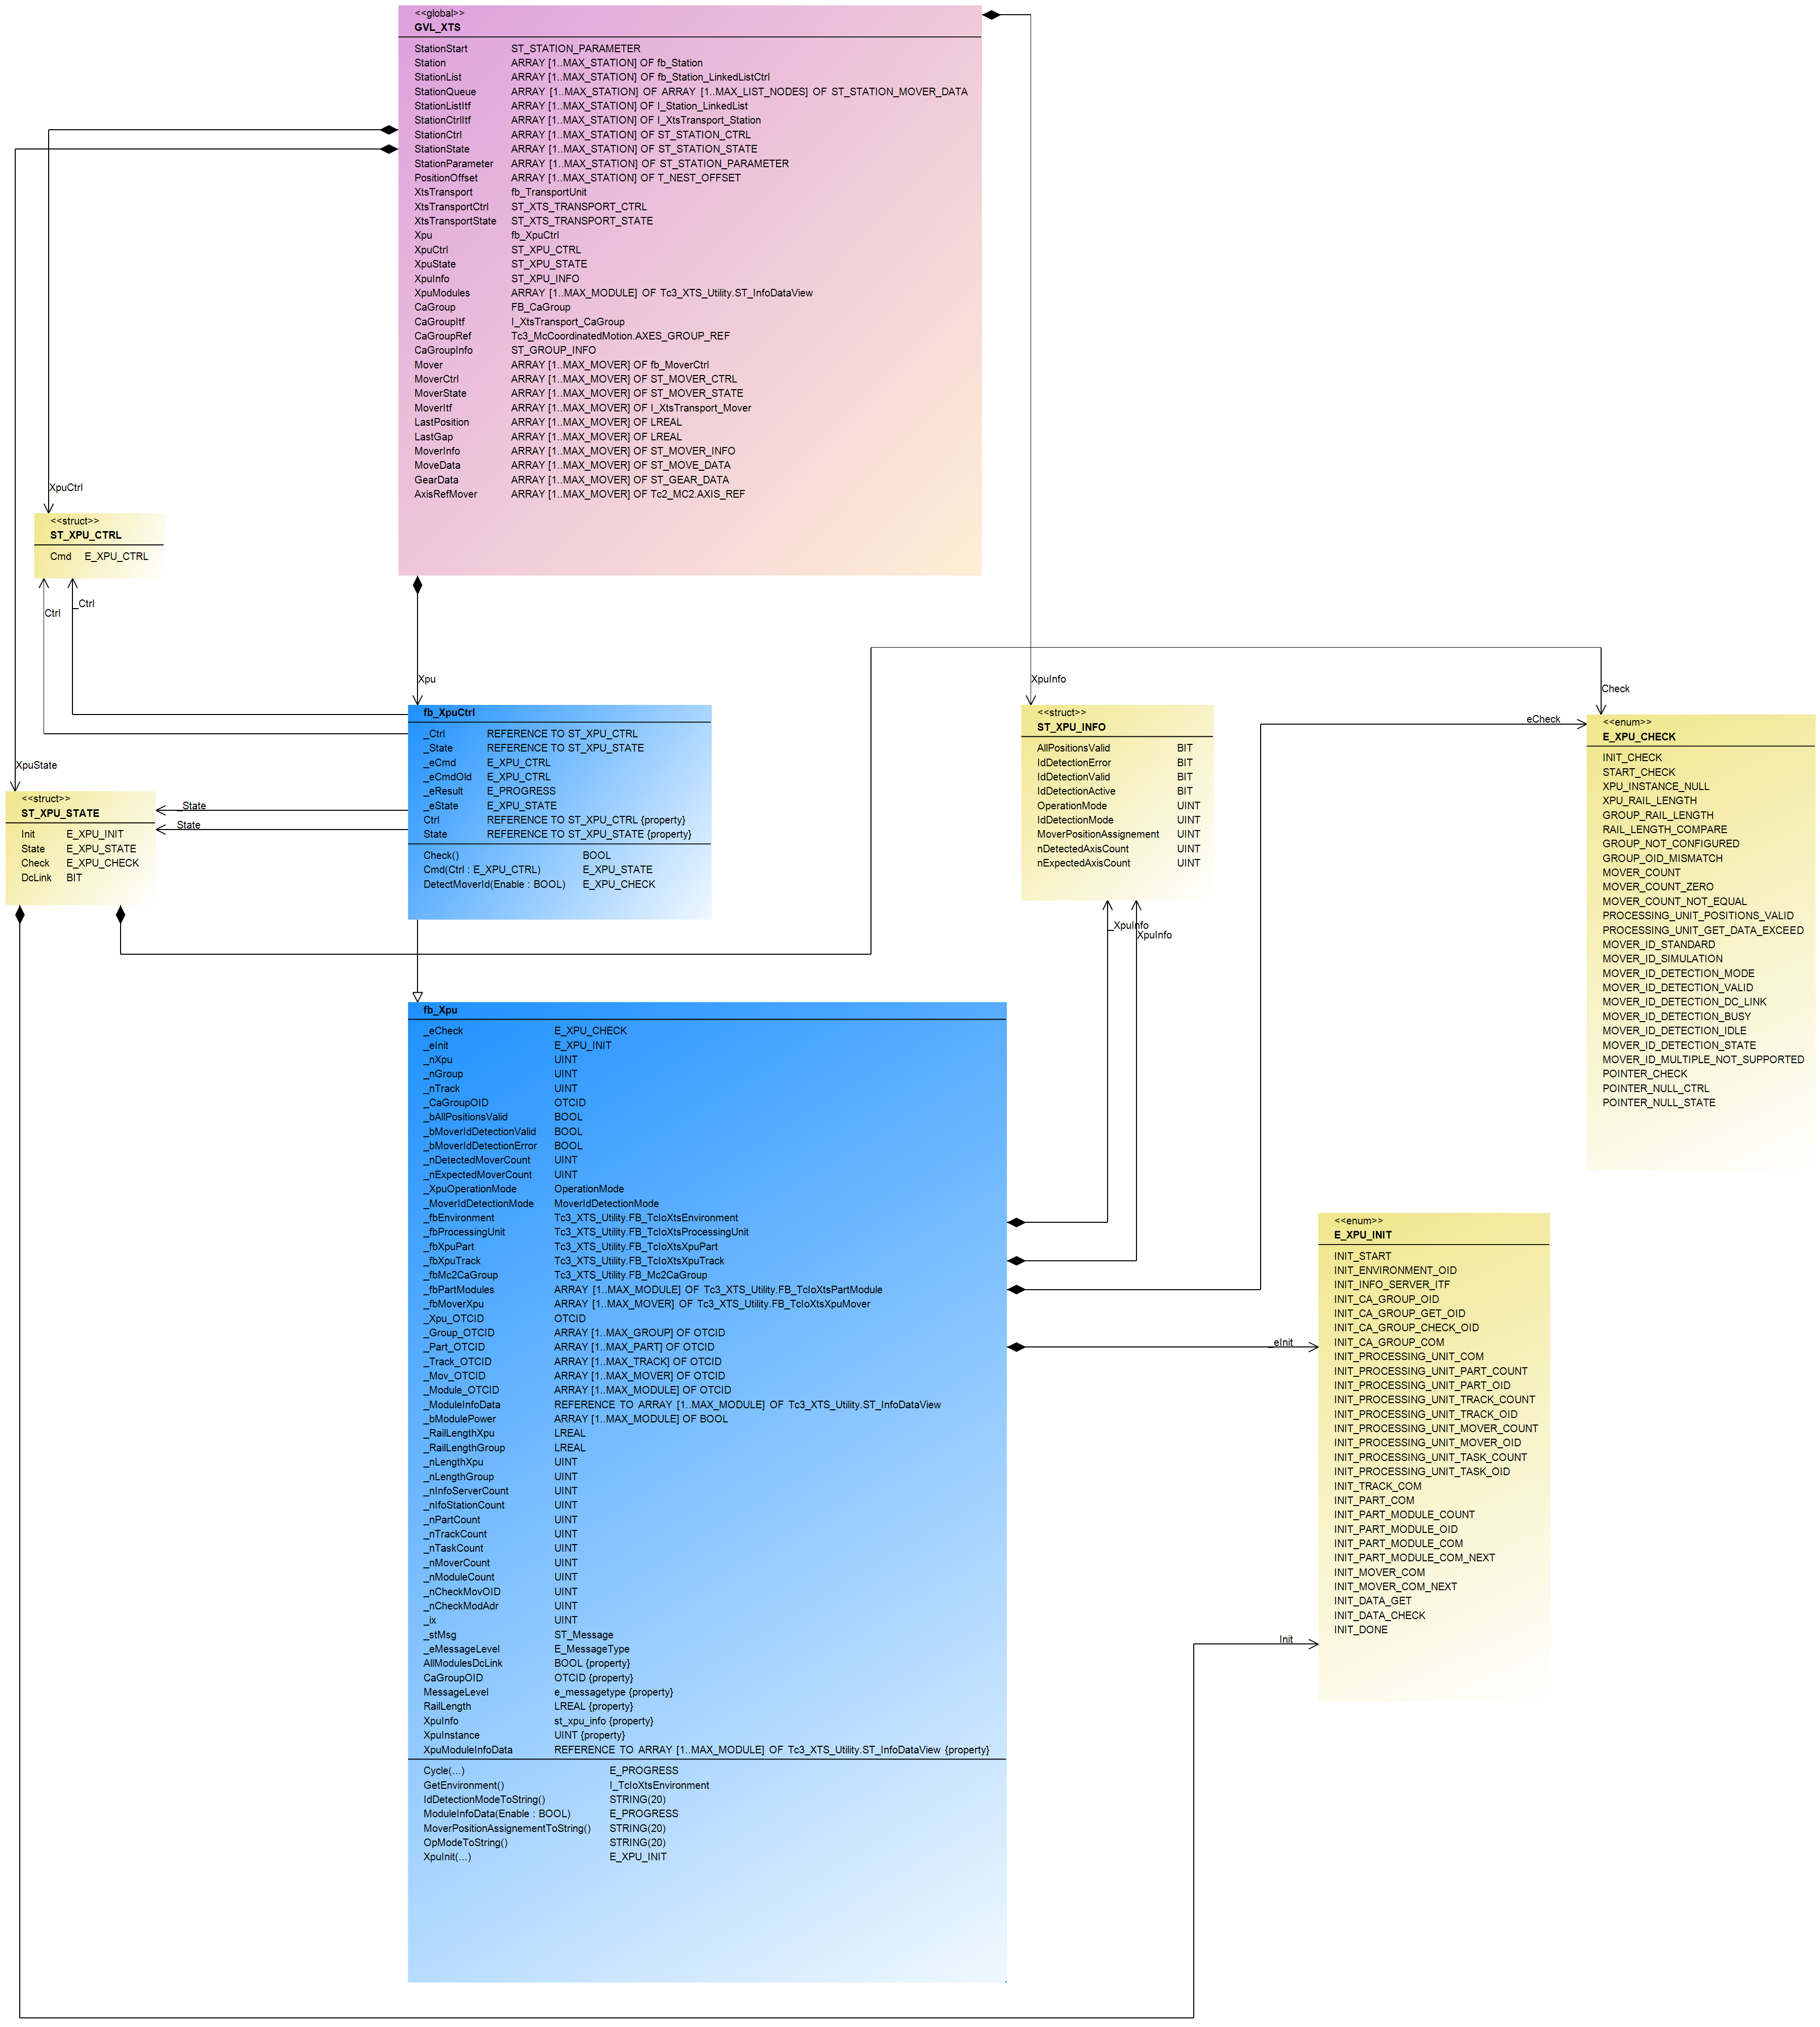 <<global>>
GVL_XTS
StationStart ST_STATION_PARAMETER
Station ARRAY [1..MAX_STATION] OF fb_Station
StationList ARRAY [1..MAX_STATION] OF fb_Station_LinkedListCtrl
StationQueue ARRAY [1..MAX_STATION] OF ARRAY [1..MAX_LIST_NODES] OF ST_STATION_MOVER_DATA
StationListItf ARRAY [1..MAX_STATION] OF I_Station_LinkedList
StationCtrlItf ARRAY [1..MAX_STATION] OF I_XtsTransport_Station
StationCtrl ARRAY [1..MAX_STATION] OF ST_STATION_CTRL
StationState ARRAY [1..MAX_STATION] OF ST_STATION_STATE
StationParameter ARRAY [1..MAX_STATION] OF ST_STATION_PARAMETER
PositionOffset ARRAY [1..MAX_STATION] OF T_NEST_OFFSET
XtsTransport fb_TransportUnit
XtsTransportCtrl ST_XTS_TRANSPORT_CTRL
XtsTransportState ST_XTS_TRANSPORT_STATE
Xpu fb_XpuCtrl
XpuCtrl ST_XPU_CTRL
XpuState ST_XPU_STATE
XpuInfo ST_XPU_INFO
XpuModules ARRAY [1..MAX_MODULE] OF Tc3_XTS_Utility.ST_InfoDataView
CaGroup FB_CaGroup
CaGroupItf I_XtsTransport_CaGroup
CaGroupRef Tc3_McCoordinatedMotion.AXES_GROUP_REF
CaGroupInfo ST_GROUP_INFO
Mover ARRAY [1..MAX_MOVER] OF fb_MoverCtrl
MoverCtrl ARRAY [1..MAX_MOVER] OF ST_MOVER_CTRL
MoverState ARRAY [1..MAX_MOVER] OF ST_MOVER_STATE
MoverItf ARRAY [1..MAX_MOVER] OF I_XtsTransport_Mover
LastPosition ARRAY [1..MAX_MOVER] OF LREAL
LastGap ARRAY [1..MAX_MOVER] OF LREAL
MoverInfo ARRAY [1..MAX_MOVER] OF ST_MOVER_INFO
MoveData ARRAY [1..MAX_MOVER] OF ST_MOVE_DATA
GearData ARRAY [1..MAX_MOVER] OF ST_GEAR_DATA
AxisRefMover ARRAY [1..MAX_MOVER] OF Tc2_MC2.AXIS_REF
XpuCtrl
<<struct>>
ST_XPU_CTRL
Cmd E_XPU_CTRL
Ctrl
_Ctrl
Xpu
XpuInfo
Check
XpuState
<<struct>>
ST_XPU_STATE
Init E_XPU_INIT
State E_XPU_STATE
Check E_XPU_CHECK
DcLink BIT
_State
State
fb_XpuCtrl
_Ctrl REFERENCE TO ST_XPU_CTRL
_State REFERENCE TO ST_XPU_STATE
_eCmd E_XPU_CTRL
_eCmdOld E_XPU_CTRL
_eResult E_PROGRESS
_eState E_XPU_STATE
Ctrl REFERENCE TO ST_XPU_CTRL {property}
State REFERENCE TO ST_XPU_STATE {property}
Check() BOOL
Cmd(Ctrl : E_XPU_CTRL) E_XPU_STATE
DetectMoverId(Enable : BOOL) E_XPU_CHECK
<<struct>>
ST_XPU_INFO
AllPositionsValid BIT
IdDetectionError BIT
IdDetectionValid BIT
IdDetectionActive BIT
OperationMode UINT
IdDetectionMode UINT
MoverPositionAssignement UINT
nDetectedAxisCount UINT
nExpectedAxisCount UINT
_XpuInfo
XpuInfo
eCheck
<<enum>>
E_XPU_CHECK
INIT_CHECK
START_CHECK
XPU_INSTANCE_NULL
XPU_RAIL_LENGTH
GROUP_RAIL_LENGTH
RAIL_LENGTH_COMPARE
GROUP_NOT_CONFIGURED
GROUP_OID_MISMATCH
MOVER_COUNT
MOVER_COUNT_ZERO
MOVER_COUNT_NOT_EQUAL
PROCESSING_UNIT_POSITIONS_VALID
PROCESSING_UNIT_GET_DATA_EXCEED
MOVER_ID_STANDARD
MOVER_ID_SIMULATION
MOVER_ID_DETECTION_MODE
MOVER_ID_DETECTION_VALID
MOVER_ID_DETECTION_DC_LINK
MOVER_ID_DETECTION_BUSY
MOVER_ID_DETECTION_IDLE
MOVER_ID_DETECTION_STATE
MOVER_ID_MULTIPLE_NOT_SUPPORTED
POINTER_CHECK
POINTER_NULL_CTRL
POINTER_NULL_STATE
fb_Xpu
_eCheck E_XPU_CHECK
_eInit E_XPU_INIT
_nXpu UINT
_nGroup UINT
_nTrack UINT
_CaGroupOID OTCID
_bAllPositionsValid BOOL
_bMoverIdDetectionValid BOOL
_bMoverIdDetectionError BOOL
_nDetectedMoverCount UINT
_nExpectedMoverCount UINT
_XpuOperationMode OperationMode
_MoverIdDetectionMode MoverIdDetectionMode
_fbEnvironment Tc3_XTS_Utility.FB_TcIoXtsEnvironment
_fbProcessingUnit Tc3_XTS_Utility.FB_TcIoXtsProcessingUnit
_fbXpuPart Tc3_XTS_Utility.FB_TcIoXtsXpuPart
_fbXpuTrack Tc3_XTS_Utility.FB_TcIoXtsXpuTrack
_fbMc2CaGroup Tc3_XTS_Utility.FB_Mc2CaGroup
_fbPartModules ARRAY [1..MAX_MODULE] OF Tc3_XTS_Utility.FB_TcIoXtsPartModule
_fbMoverXpu ARRAY [1..MAX_MOVER] OF Tc3_XTS_Utility.FB_TcIoXtsXpuMover
_Xpu_OTCID OTCID
_Group_OTCID ARRAY [1..MAX_GROUP] OF OTCID
_Part_OTCID ARRAY [1..MAX_PART] OF OTCID
_Track_OTCID ARRAY [1..MAX_TRACK] OF OTCID
_Mov_OTCID ARRAY [1..MAX_MOVER] OF OTCID
_Module_OTCID ARRAY [1..MAX_MODULE] OF OTCID
_ModuleInfoData REFERENCE TO ARRAY [1..MAX_MODULE] OF Tc3_XTS_Utility.ST_InfoDataView
_bModulePower ARRAY [1..MAX_MODULE] OF BOOL
_RailLengthXpu LREAL
_RailLengthGroup LREAL
_nLengthXpu UINT
_nLengthGroup UINT
_nInfoServerCount UINT
_nIfoStationCount UINT
_nPartCount UINT
_nTrackCount UINT
_nTaskCount UINT
_nMoverCount UINT
_nModuleCount UINT
_nCheckMovOID UINT
_nCheckModAdr UINT
_ix UINT
_stMsg ST_Message
_eMessageLevel E_MessageType
AllModulesDcLink BOOL {property}
CaGroupOID OTCID {property}
MessageLevel e_messagetype {property}
RailLength LREAL {property}
XpuInfo st_xpu_info {property}
XpuInstance UINT {property}
XpuModuleInfoData REFERENCE TO ARRAY [1..MAX_MODULE] OF Tc3_XTS_Utility.ST_InfoDataView {property}
Cycle(...) E_PROGRESS
GetEnvironment() I_TcIoXtsEnvironment
IdDetectionModeToString() STRING(20)
ModuleInfoData(Enable : BOOL) E_PROGRESS
MoverPositionAssignementToString() STRING(20)
OpModeToString() STRING(20)
XpuInit(...) E_XPU_INIT
_eInit
Init
<<enum>>
E_XPU_INIT
INIT_START
INIT_ENVIRONMENT_OID
INIT_INFO_SERVER_ITF
INIT_CA_GROUP_OID
INIT_CA_GROUP_GET_OID
INIT_CA_GROUP_CHECK_OID
INIT_CA_GROUP_COM
INIT_PROCESSING_UNIT_COM
INIT_PROCESSING_UNIT_PART_COUNT
INIT_PROCESSING_UNIT_PART_OID
INIT_PROCESSING_UNIT_TRACK_COUNT
INIT_PROCESSING_UNIT_TRACK_OID
INIT_PROCESSING_UNIT_MOVER_COUNT
INIT_PROCESSING_UNIT_MOVER_OID
INIT_PROCESSING_UNIT_TASK_COUNT
INIT_PROCESSING_UNIT_TASK_OID
INIT_TRACK_COM
INIT_PART_COM
INIT_PART_MODULE_COUNT
INIT_PART_MODULE_OID
INIT_PART_MODULE_COM
INIT_PART_MODULE_COM_NEXT
INIT_MOVER_COM
INIT_MOVER_COM_NEXT
INIT_DATA_GET
INIT_DATA_CHECK
INIT_DONE